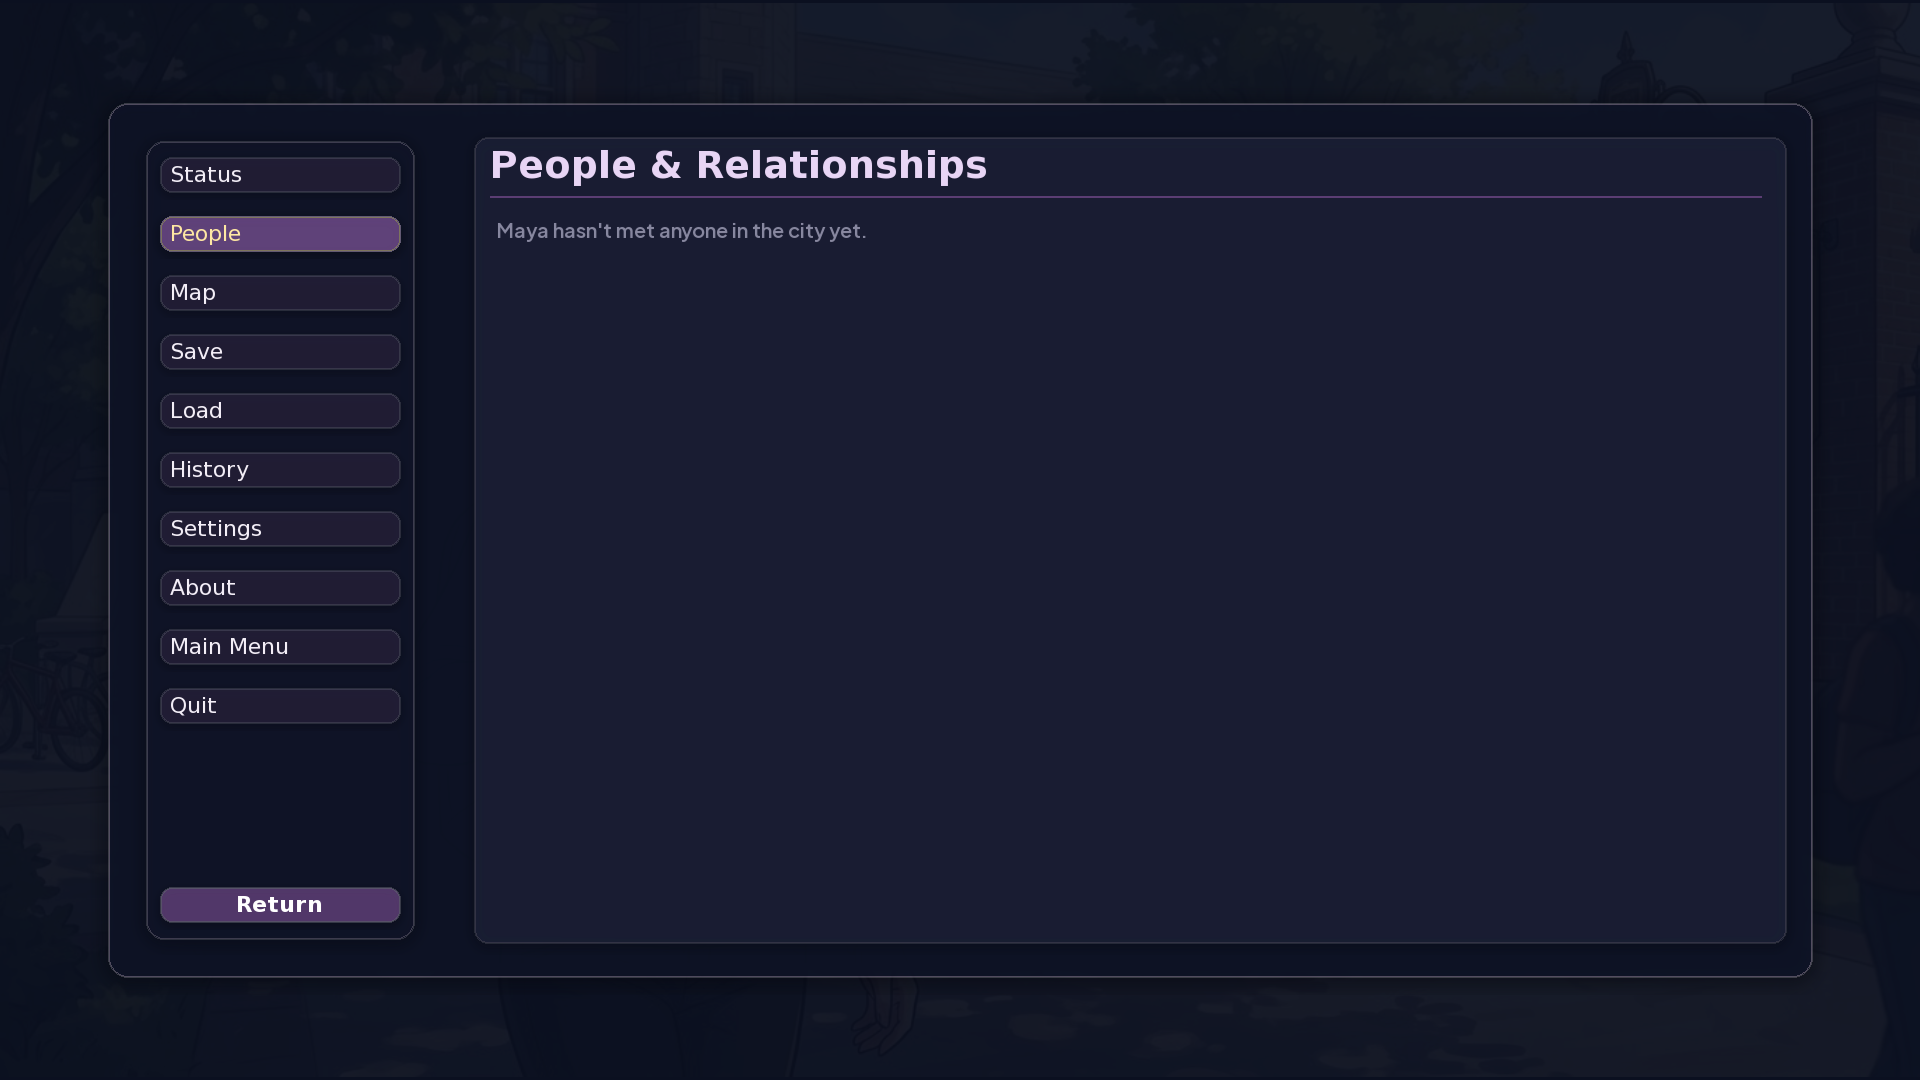 Status
People
Map
Save
Load
History
Settings
About
Main Menu
Quit
Return
People & Relationships
Maya hasn't met anyone in the city yet.